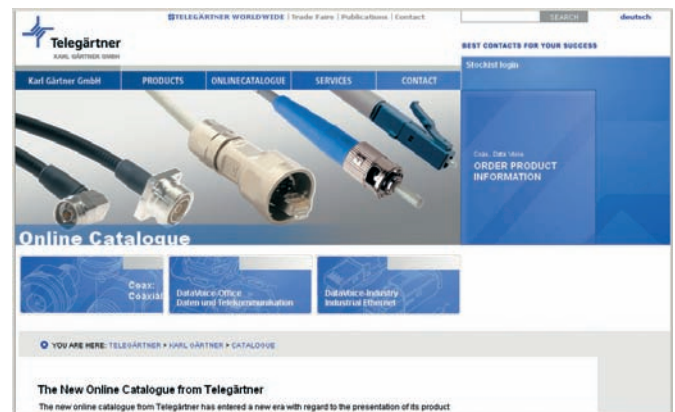 TELEGÄRTNER WORLDWIDE | Trade Fairs | Publications | Contact
SEARCH
deutsch
Telegärtner
KARL GÄRTNER GMBH
BEST CONTACTS FOR YOUR SUCCESS
Stockist login
Karl Gärtner GmbH PRODUCTS ONLINECATALOGUE SERVICES CONTACT
Coax, Data Voice
ORDER PRODUCT
INFORMATION
Online Catalogue
Coax:
Coaxial
DataVoice-Office
Daten und Telekommunikation
DataVoice-Industry
Industrial Ethernet
YOU ARE HERE: TELEGÄRTNER ▸ KARL GÄRTNER ▸ CATALOGUE
The New Online Catalogue from Telegärtner
The new online catalogue from Telegärtner has entered a new era with regard to the presentation of its product